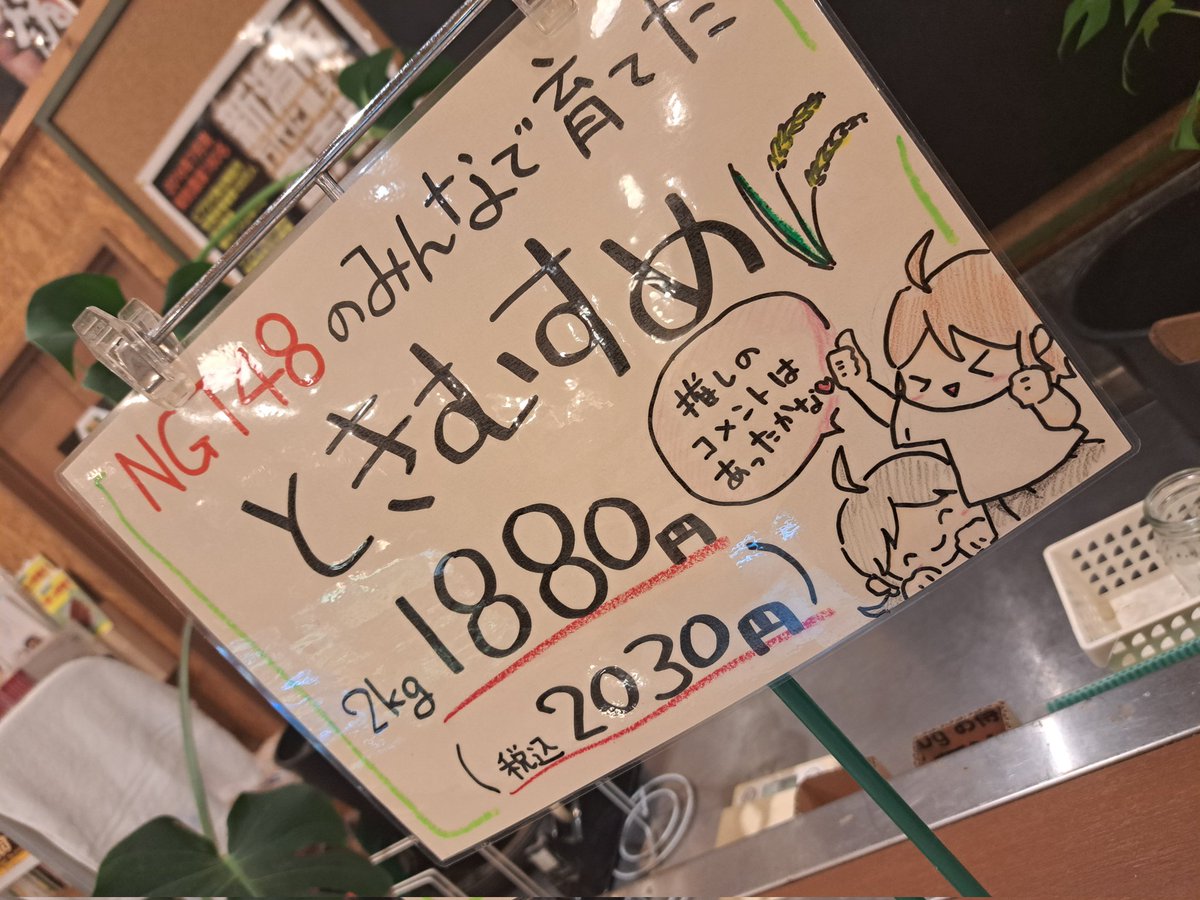 NGT48のみんなで育てた
ときむすめ
推しの
コメントは
あったかな♡
2kg 1880円
(税込 2030円)